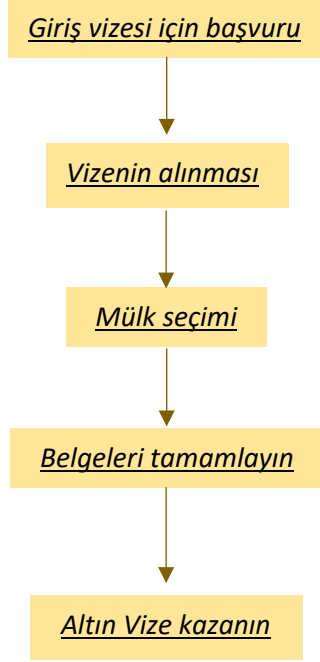 Giriş vizesi için başvuru
Vizenin alınması
Mülk seçimi
Belgeleri tamamlayın
Altın Vize kazanın